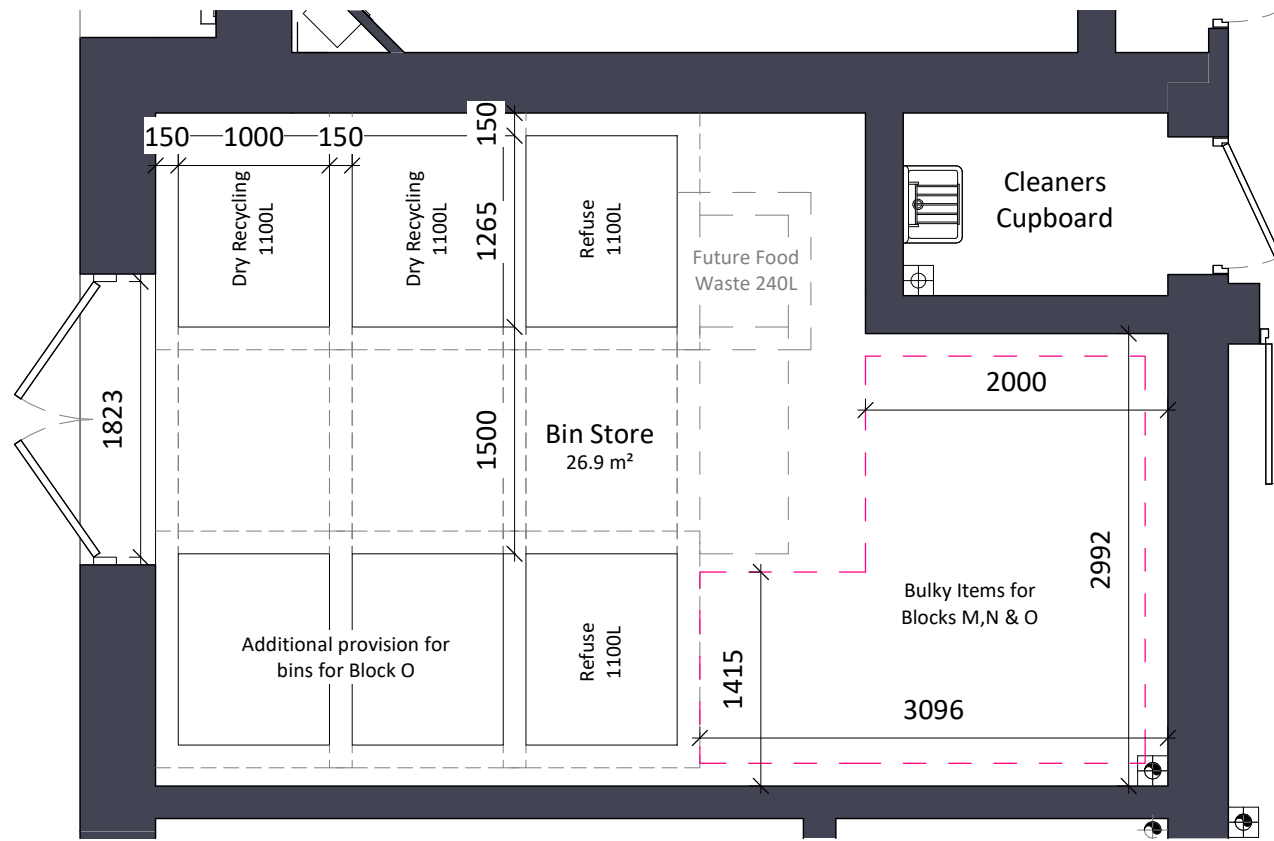 150
1000
150
150
Dry Recycling
1100L
Dry Recycling
1100L
1265
Refuse
1100L
Future Food
Waste 240L
Cleaners
Cupboard
1823
1500
Bin Store
26.9 m²
2000
2992
Additional provision for
bins for Block O
Refuse
1100L
1415
Bulky Items for
Blocks M,N & O
3096